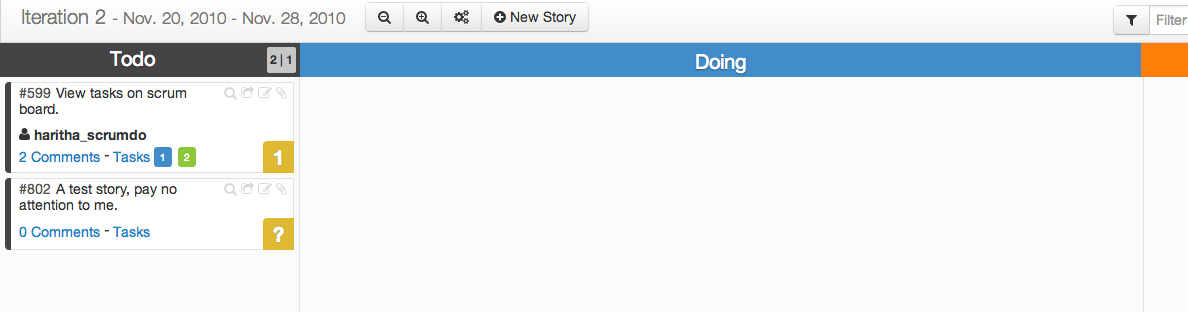 Iteration 2 - Nov. 20, 2010 - Nov. 28, 2010 New Story Filter
Todo 2 | 1 Doing
#599 View tasks on scrum
board.
haritha_scrumdo
2 Comments - Tasks 1 2 1
#802 A test story, pay no
attention to me.
0 Comments - Tasks ?